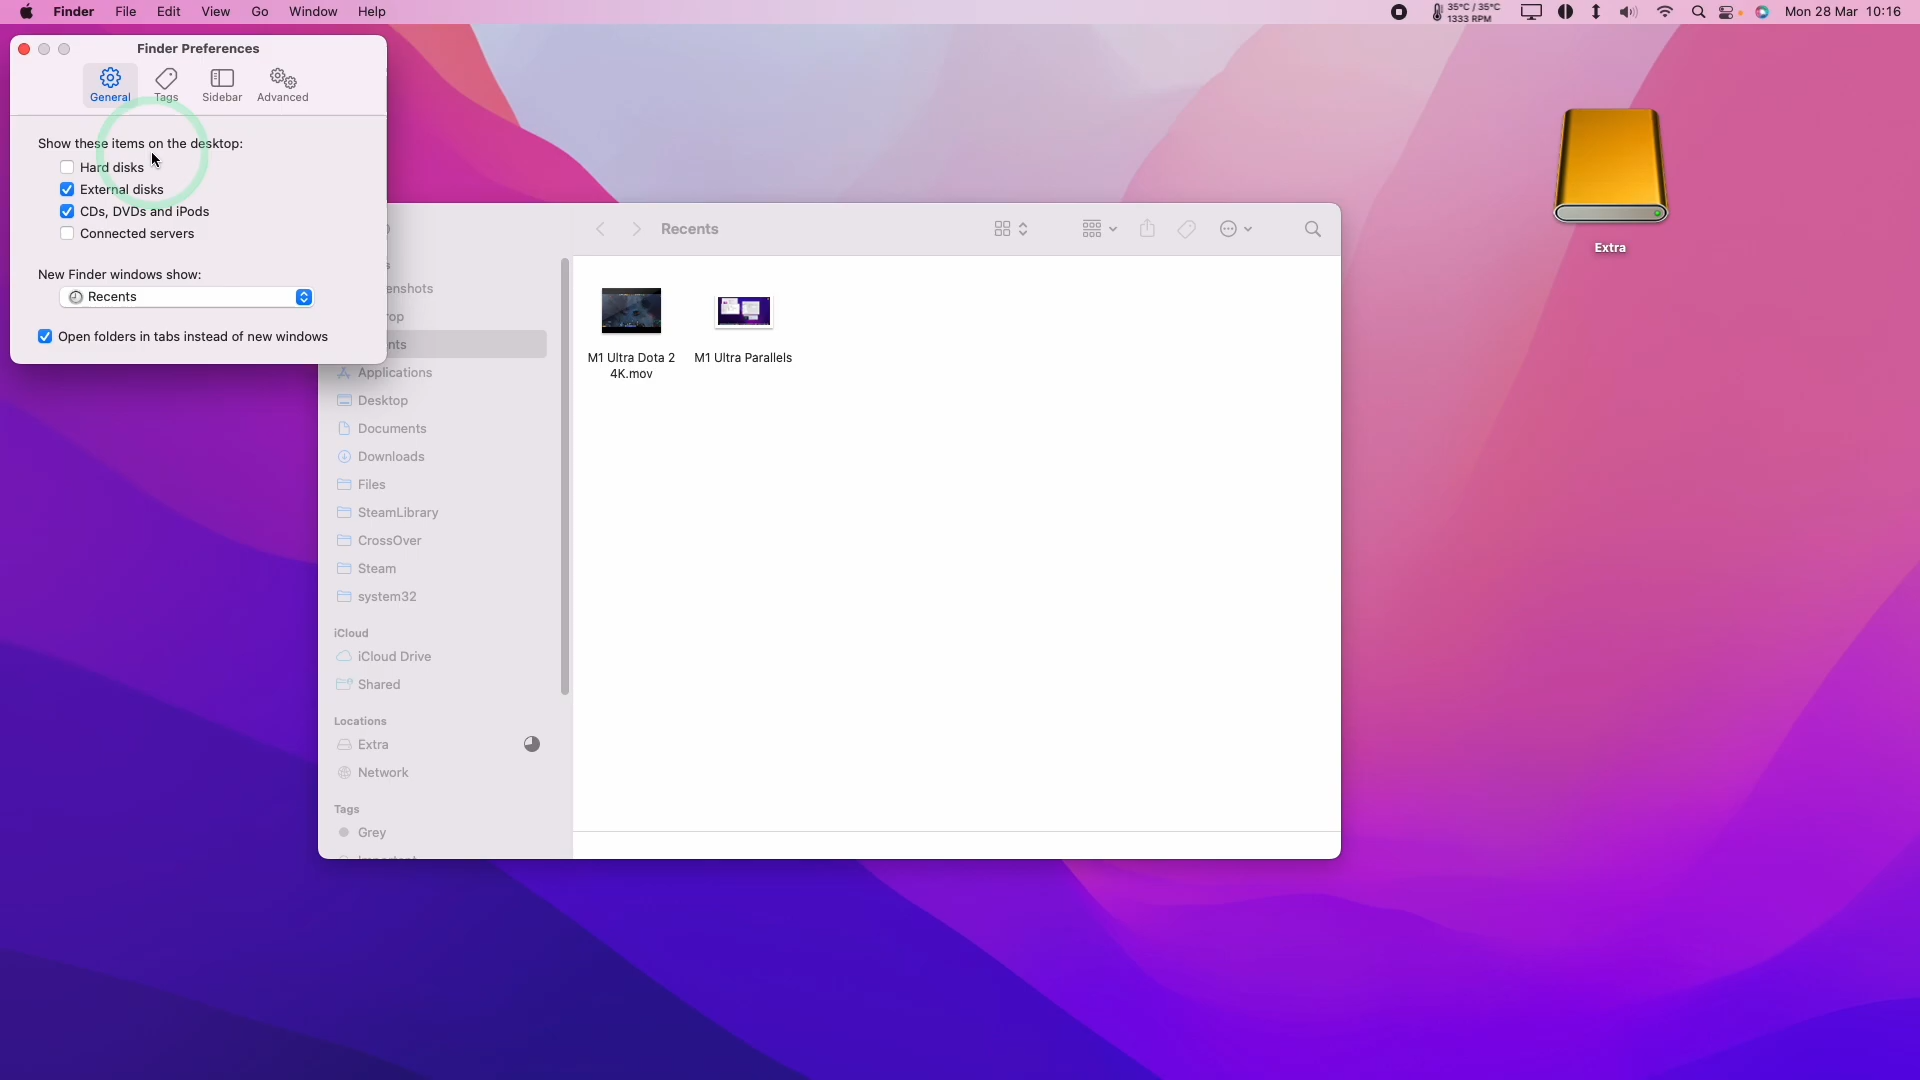 Finder File Edit View Go Window Help
35°C / 35°C
1333 RPM
Mon 28 Mar 10:16
Finder Preferences
General Tags Sidebar Advanced
Show these items on the desktop:
Hard disks
External disks
CDs, DVDs and iPods
Connected servers
New Finder windows show:
Recents
Open folders in tabs instead of new windows
Recents
M1 Ultra Dota 2
4K.mov
M1 Ultra Parallels
Applications
Desktop
Documents
Downloads
Files
SteamLibrary
CrossOver
Steam
system32
iCloud
iCloud Drive
Shared
Locations
Extra
Network
Tags
Grey
Extra